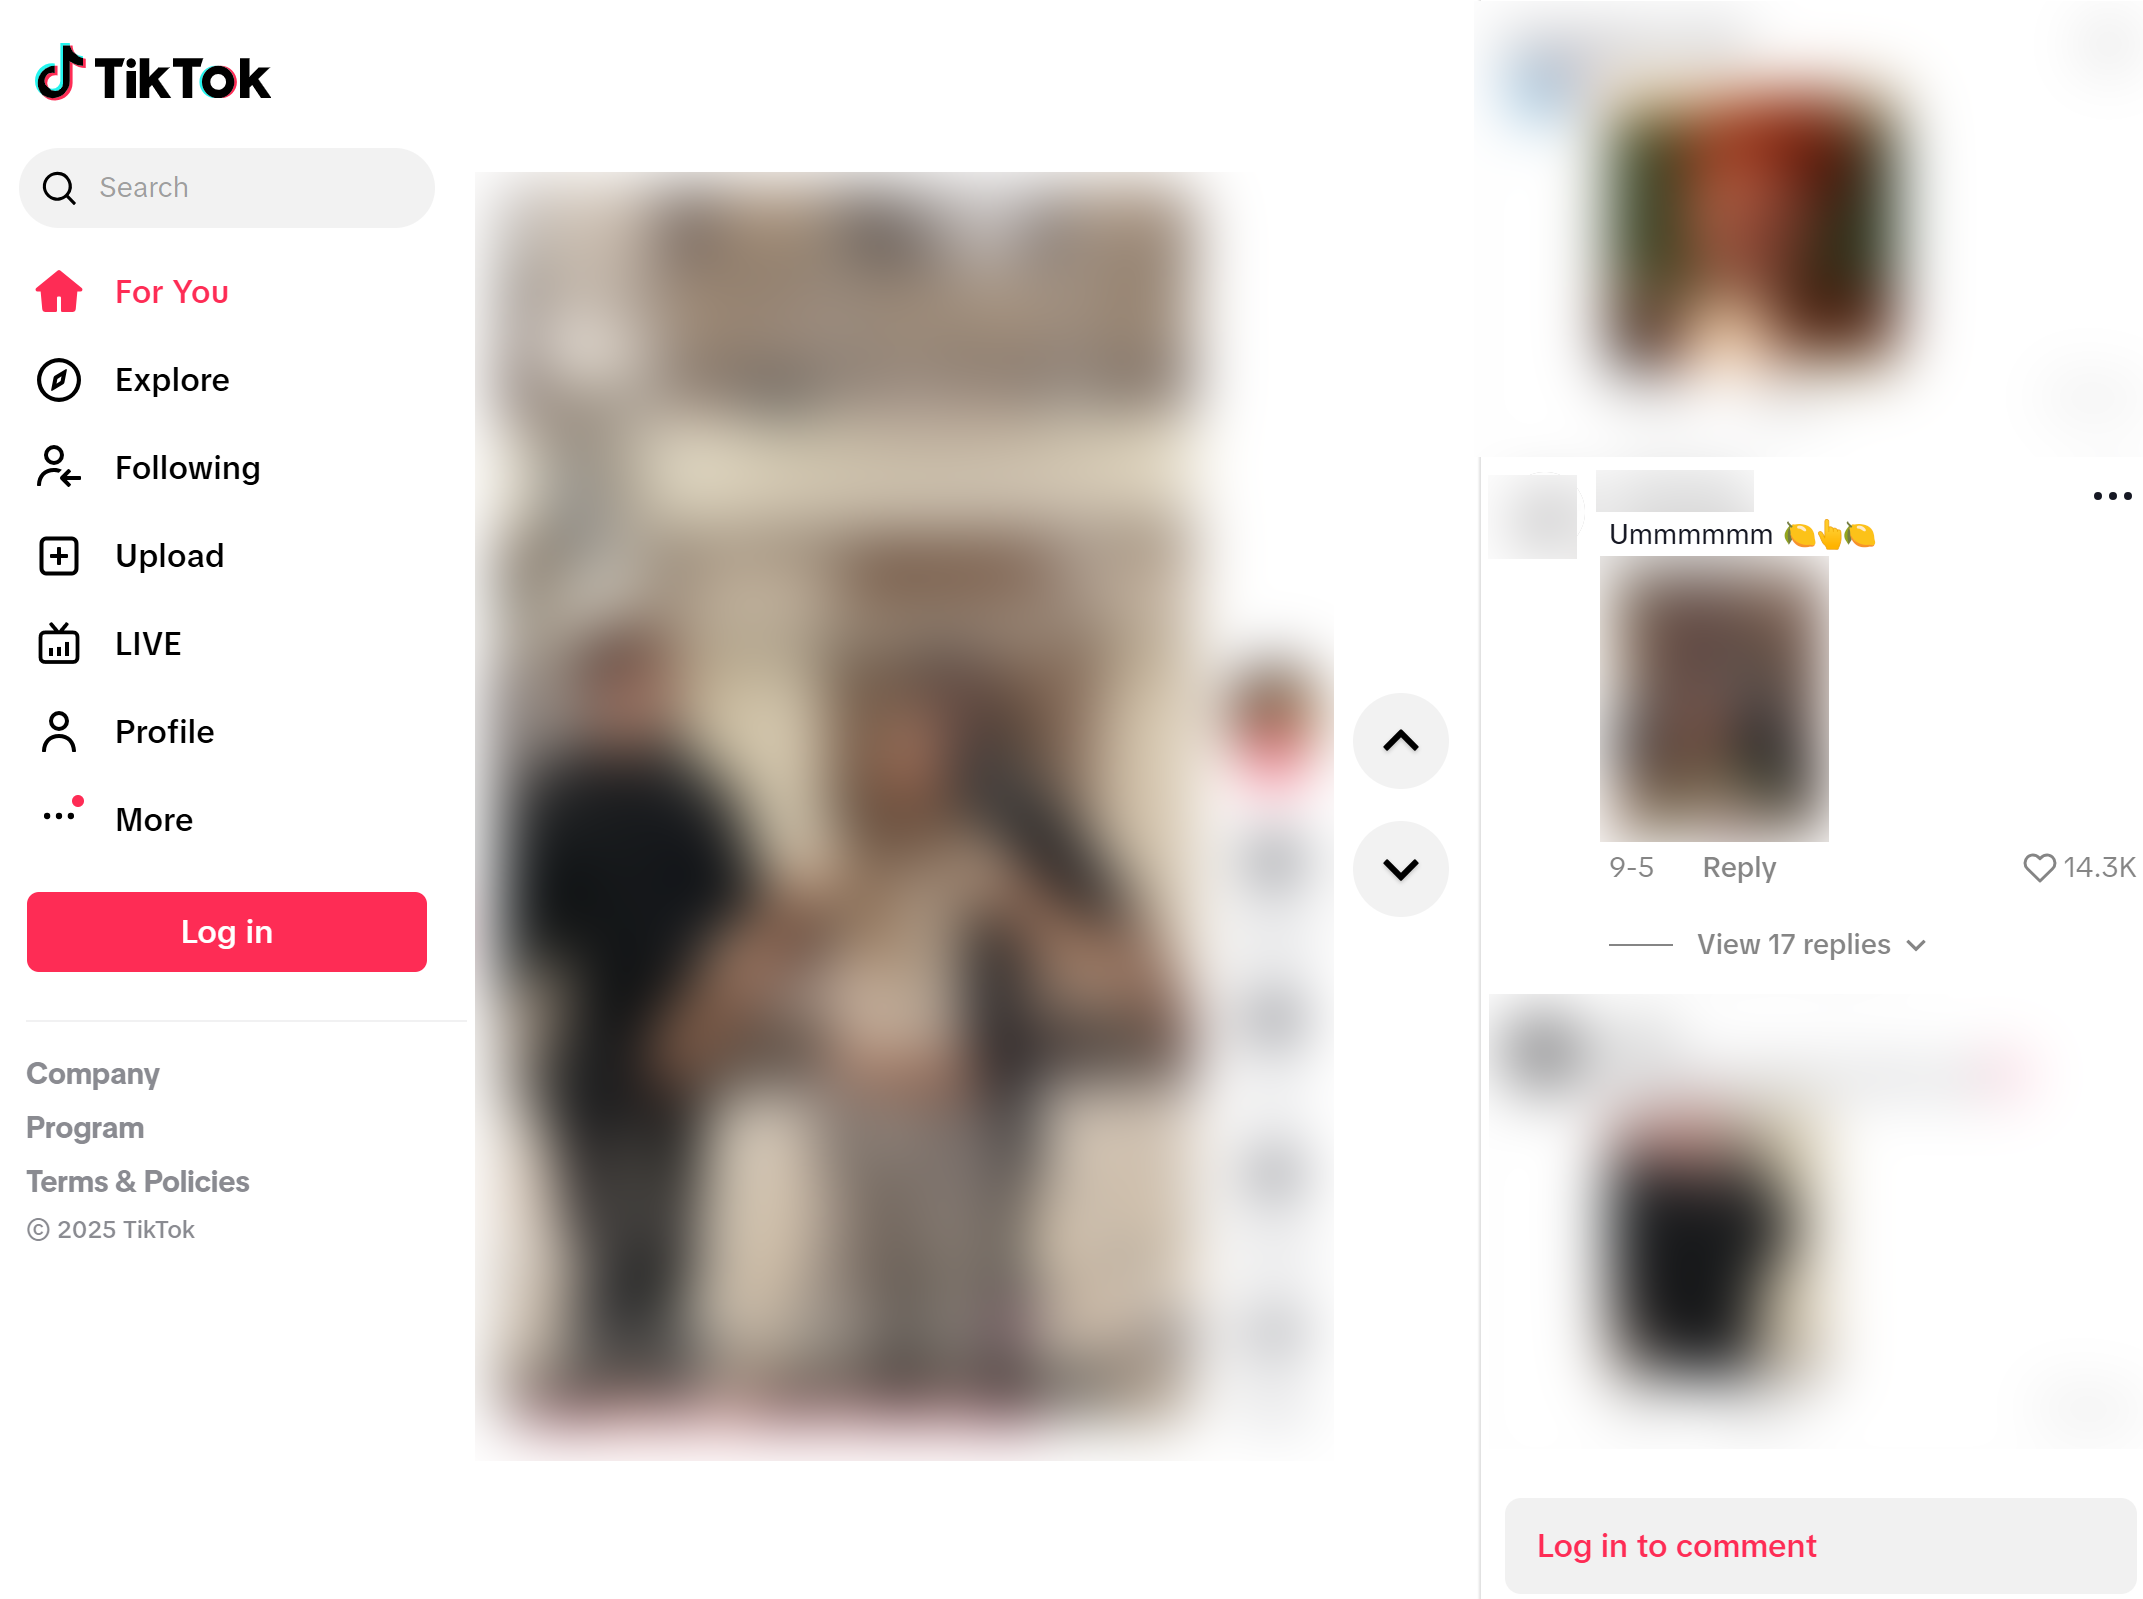 TikTok
Search
For You
Explore
Following
Upload
LIVE
Profile
More
Log in
Company
Program
Terms & Policies
© 2025 TikTok
Ummmmmm 🍋👆🍋
9-5 Reply 14.3K
View 17 replies
Log in to comment